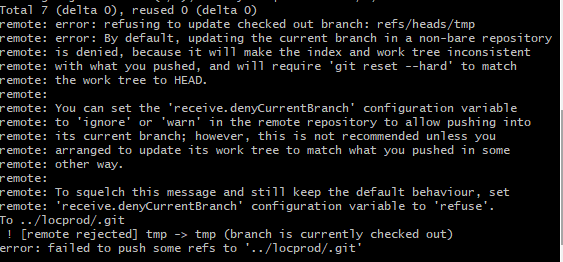 Total 7 (delta 0), reused 0 (delta 0)
remote: error: refusing to update checked out branch: refs/heads/tmp
remote: error: By default, updating the current branch in a non-bare repository
remote: is denied, because it will make the index and work tree inconsistent
remote: with what you pushed, and will require 'git reset --hard' to match
remote: the work tree to HEAD.
remote:
remote: You can set the 'receive.denyCurrentBranch' configuration variable
remote: to 'ignore' or 'warn' in the remote repository to allow pushing into
remote: its current branch; however, this is not recommended unless you
remote: arranged to update its work tree to match what you pushed in some
remote: other way.
remote:
remote: To squelch this message and still keep the default behaviour, set
remote: 'receive.denyCurrentBranch' configuration variable to 'refuse'.
To ../locprod/.git
 ! [remote rejected] tmp -> tmp (branch is currently checked out)
error: failed to push some refs to '../locprod/.git'